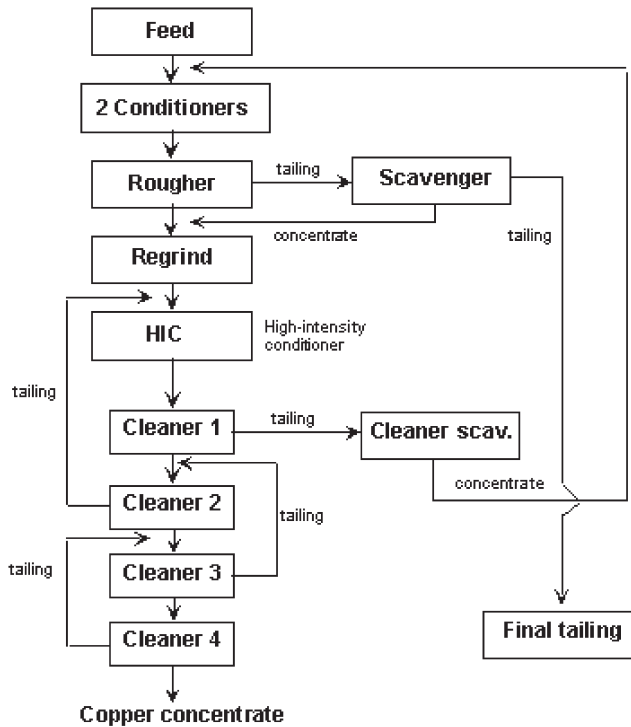 Feed
2 Conditioners
Rougher
tailing
Scavenger
concentrate
tailing
Regrind
HIC
High-intensity
conditioner
tailing
Cleaner 1
tailing
Cleaner scav.
concentrate
Cleaner 2
tailing
Cleaner 3
tailing
Cleaner 4
Final tailing
Copper concentrate